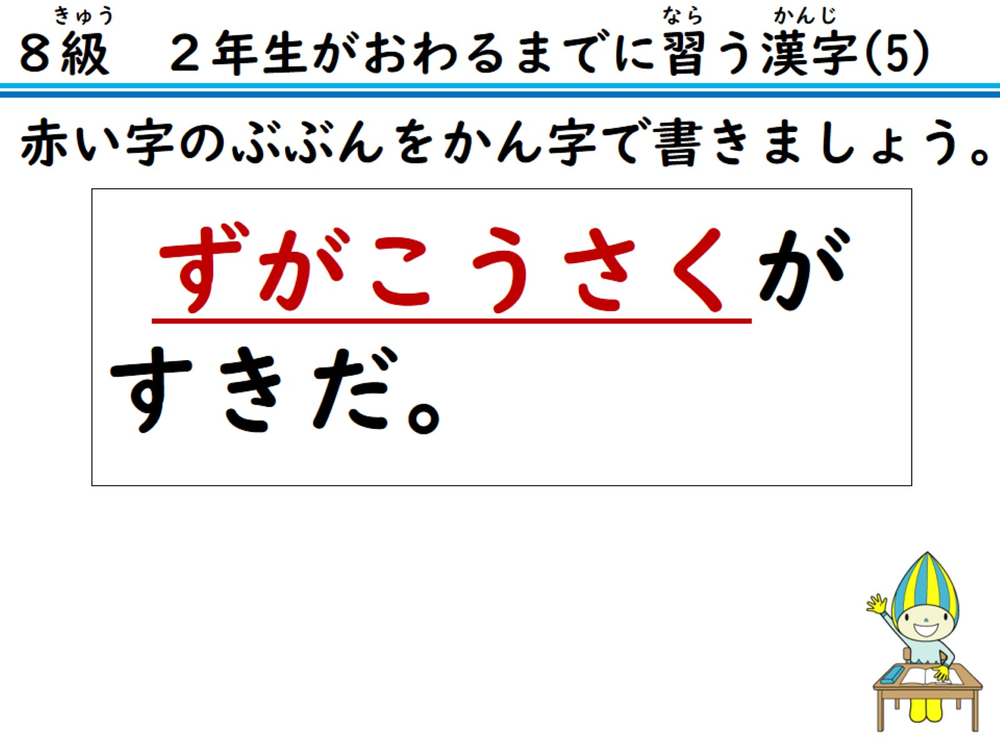 きゅう なら かんじ
８級　２年生がおわるまでに習う漢字(5)
赤い字のぶぶんをかん字で書きましょう。
ずがこうさくが
すきだ。